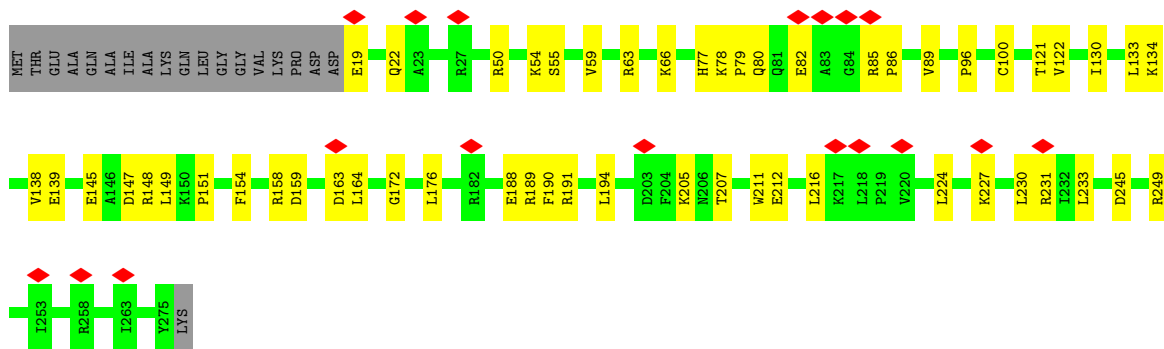 MET THR GLU ALA GLN ALA ILE ALA LYS GLN LEU GLY GLY VAL LYS PRO ASP ASP E19 Q22 A23 R27 R50 K54 S55 V59 R63 K66 H77 K78 P79 Q80 Q81 E82 A83 G84 R85 P86 V89 P96 C100 T121 V122 I130 L133 K134
V138 E139 E145 A146 D147 R148 L149 K150 P151 F154 R158 D159 D163 L164 G172 L176 R182 E188 R189 F190 R191 L194 D203 F204 K205 N206 T207 W211 E212 L216 K217 L218 P219 V220 L224 K227 L230 R231 I232 L233 D245 R249
I253 R258 I263 Y275 LYS